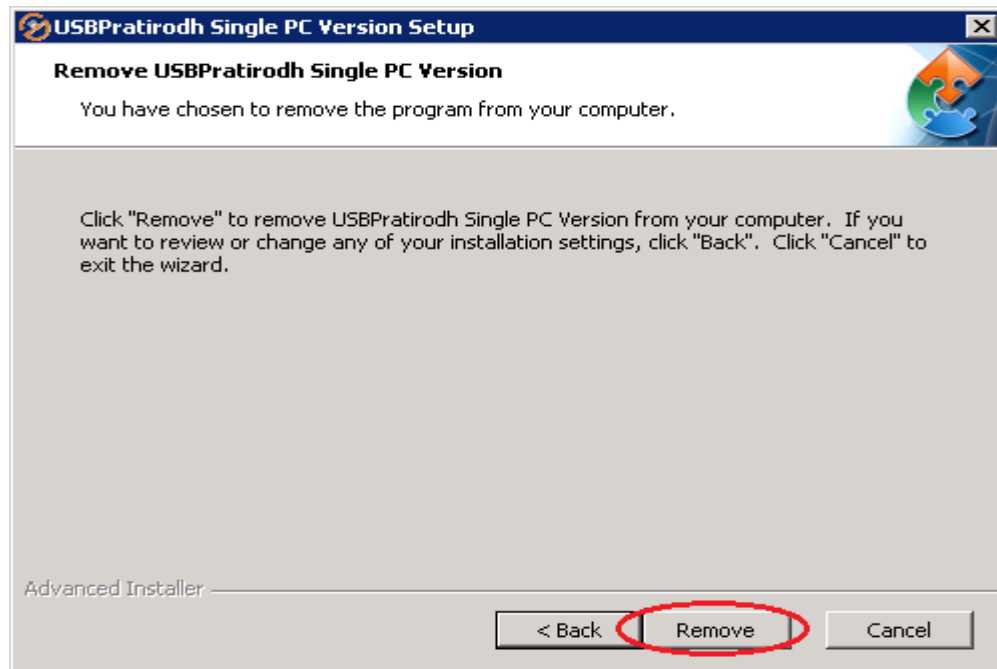 USBPratirodh Single PC Version Setup
Remove USBPratirodh Single PC Version
You have chosen to remove the program from your computer.
Click "Remove" to remove USBPratirodh Single PC Version from your computer.  If you
want to review or change any of your installation settings, click "Back".  Click "Cancel" to
exit the wizard.
Advanced Installer
< Back Remove Cancel